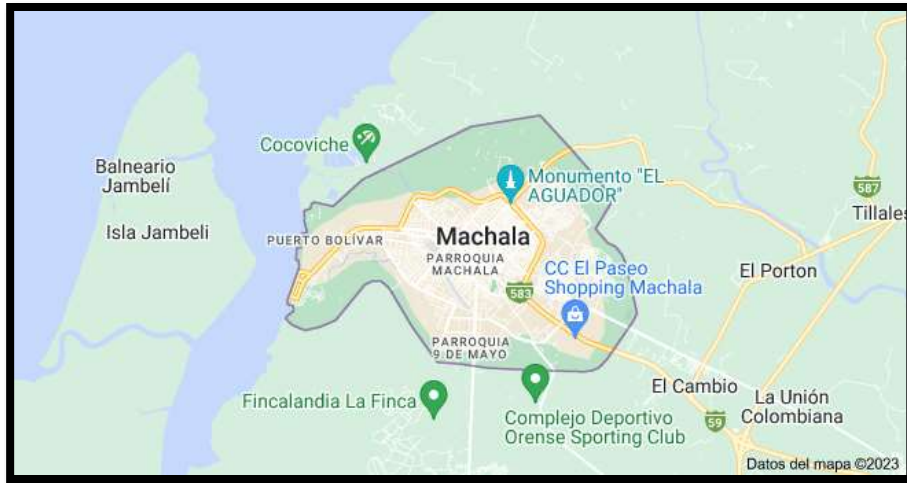 Cocoviche
Balneario
Jambelí
Monumento "EL
AGUADOR"
587
Tillales
Isla Jambeli
PUERTO BOLÍVAR
Machala
PARROQUIA
MACHALA
CC El Paseo
Shopping Machala
El Porton
583
PARROQUIA
9 DE MAYO
El Cambio
La Unión
Colombiana
Fincalandia La Finca
Complejo Deportivo
Orense Sporting Club
59
Datos del mapa ©2023